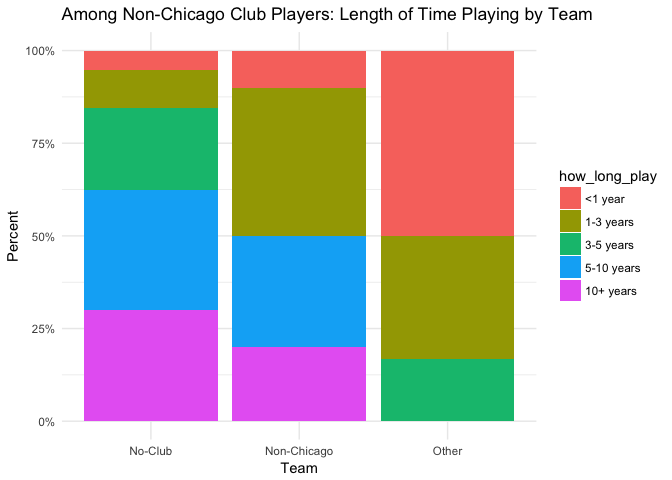 Among Non-Chicago Club Players: Length of Time Playing by Team
100%
75%
50%
25%
0%
Percent
No-Club
Non-Chicago
Other
Team
how_long_play
<1 year
1-3 years
3-5 years
5-10 years
10+ years